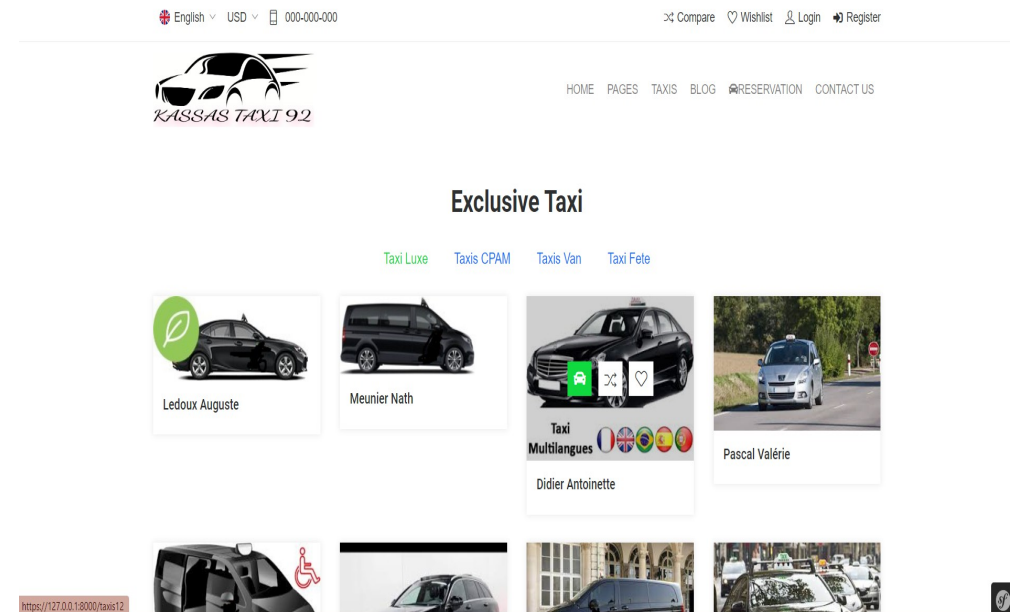 English USD 000-000-000 Compare Wishlist Login Register
KASSAS TAXI 92
HOME PAGES TAXIS BLOG RESERVATION CONTACT US
Exclusive Taxi
Taxi Luxe Taxis CPAM Taxis Van Taxi Fete
Ledoux Auguste
Meunier Nath
Taxi
Multilangues
Didier Antoinette
Pascal Valérie
https://127.0.0.1:8000/taxis12
sf